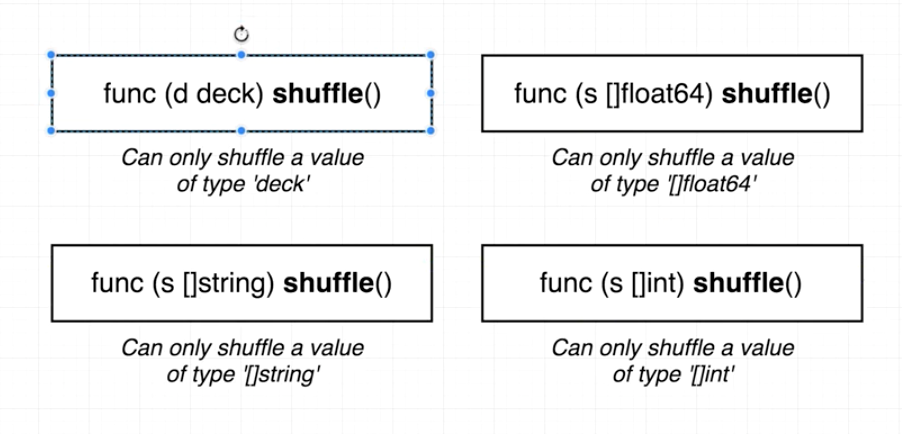 func (d deck) shuffle()
func (s []float64) shuffle()
Can only shuffle a value
of type 'deck'
Can only shuffle a value
of type '[]float64'
func (s []string) shuffle()
func (s []int) shuffle()
Can only shuffle a value
of type '[]string'
Can only shuffle a value
of type '[]int'